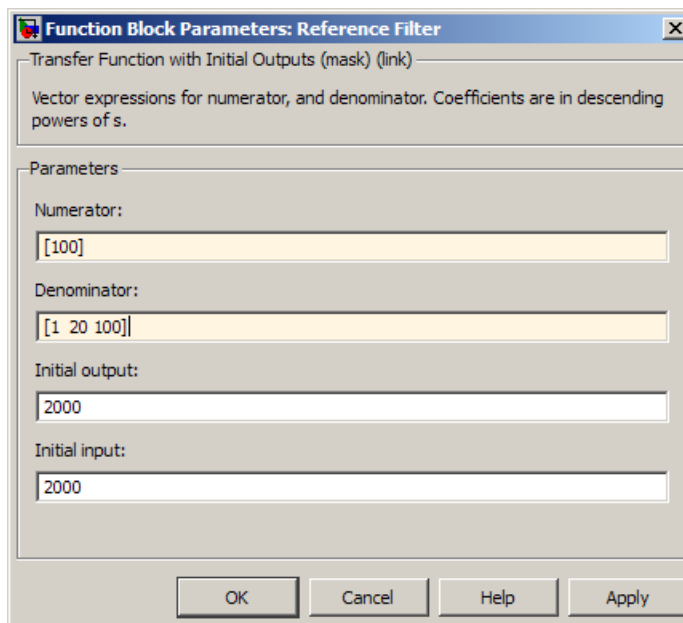 Function Block Parameters: Reference Filter
Transfer Function with Initial Outputs (mask) (link)
Vector expressions for numerator, and denominator. Coefficients are in descending
powers of s.
Parameters
Numerator:
[100]
Denominator:
[1 20 100]
Initial output:
2000
Initial input:
2000
OK Cancel Help Apply